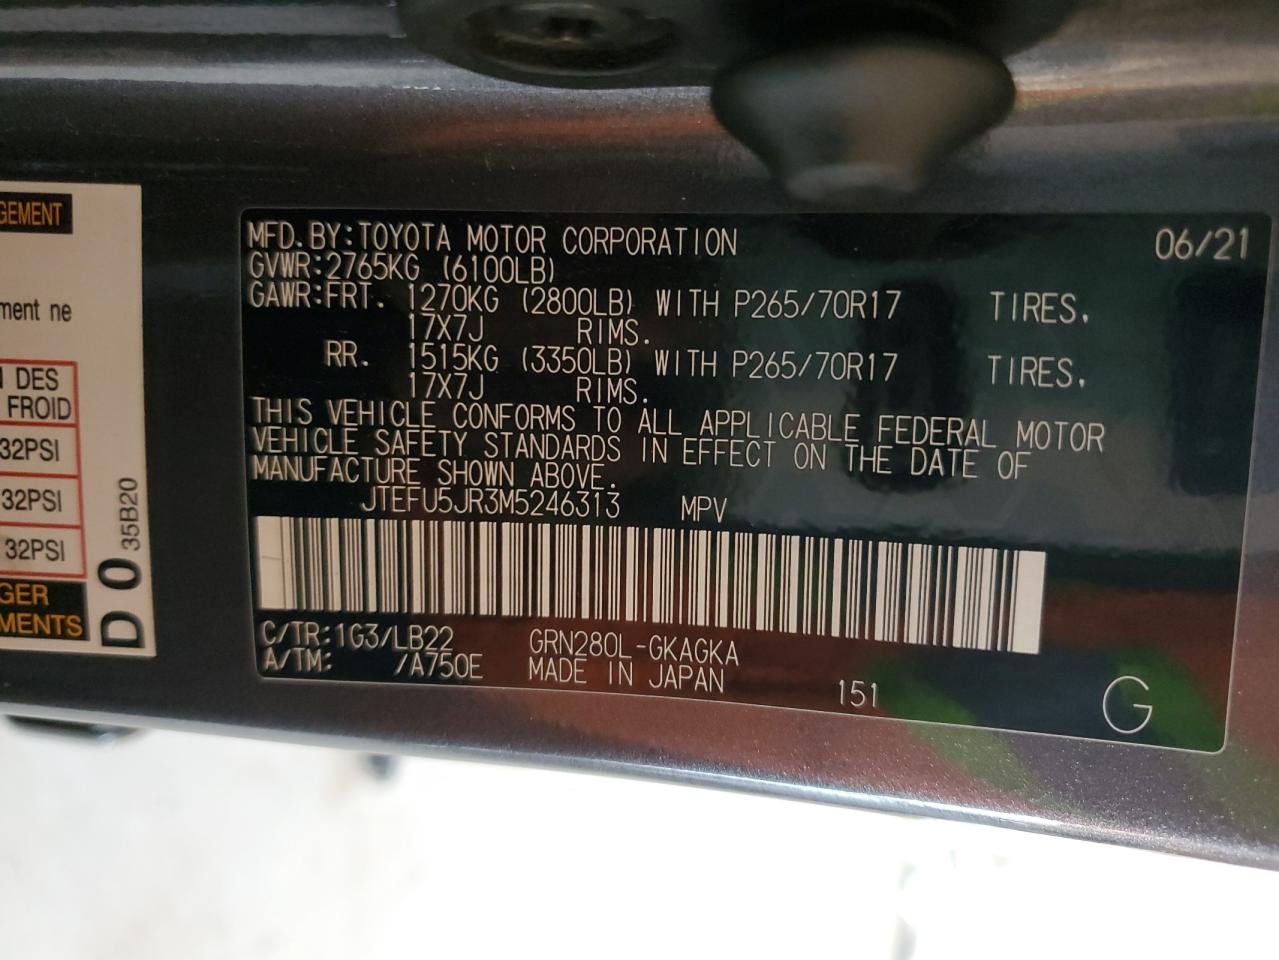 GEMENT
ment ne
DES
FROID
32PSI
32PSI
32PSI
GER
MENTS
D 0 35B20
MFD.BY:TOYOTA MOTOR CORPORATION 06/21
GVWR:2765KG (6100LB)
GAWR:FRT. 1270KG (2800LB) WITH P265/70R17 TIRES.
17X7J RIMS.
RR. 1515KG (3350LB) WITH P265/70R17 TIRES.
17X7J RIMS.
THIS VEHICLE CONFORMS TO ALL APPLICABLE FEDERAL MOTOR
VEHICLE SAFETY STANDARDS IN EFFECT ON THE DATE OF
MANUFACTURE SHOWN ABOVE.
JTEFU5JR3M5246313 MPV
C/TR:1G3/LB22 GRN280L-GKAGKA
A/TM: /A750E MADE IN JAPAN 151 G